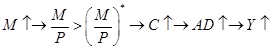 M ↑→ M/P > (M/P)* → C ↑→ AD ↑→ Y ↑